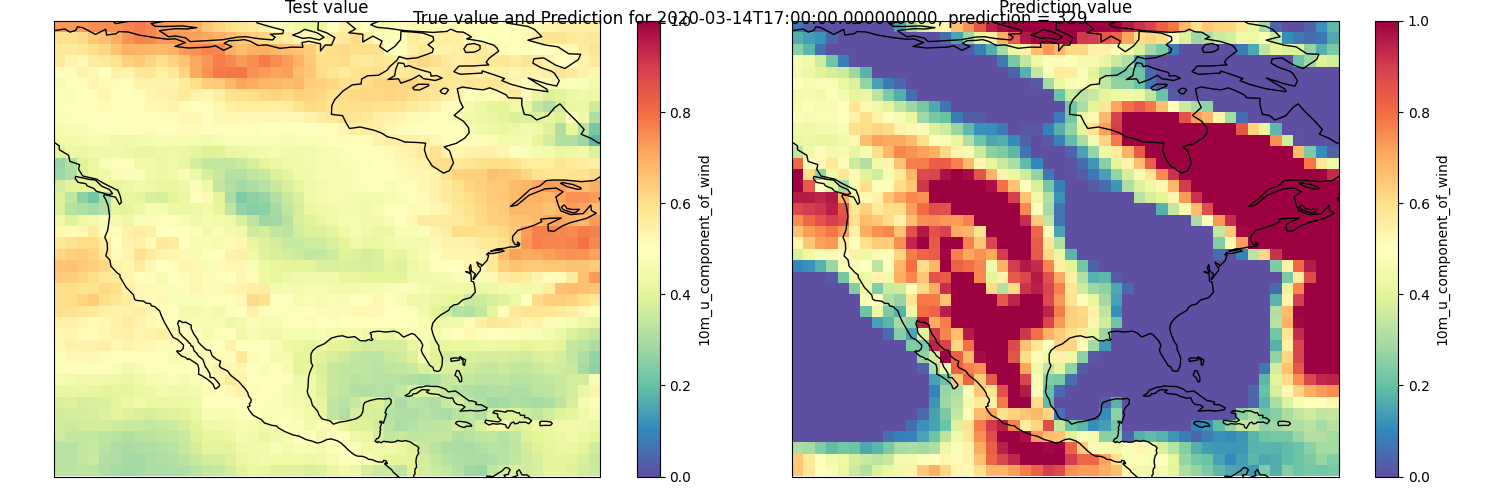 Test value
True value and Prediction for 2020-03-14T17:00:00.000000000, prediction = 329
Prediction value
1.0
0.8
0.6
0.4
0.2
0.0
10m_u_component_of_wind
1.0
0.8
0.6
0.4
0.2
0.0
10m_u_component_of_wind